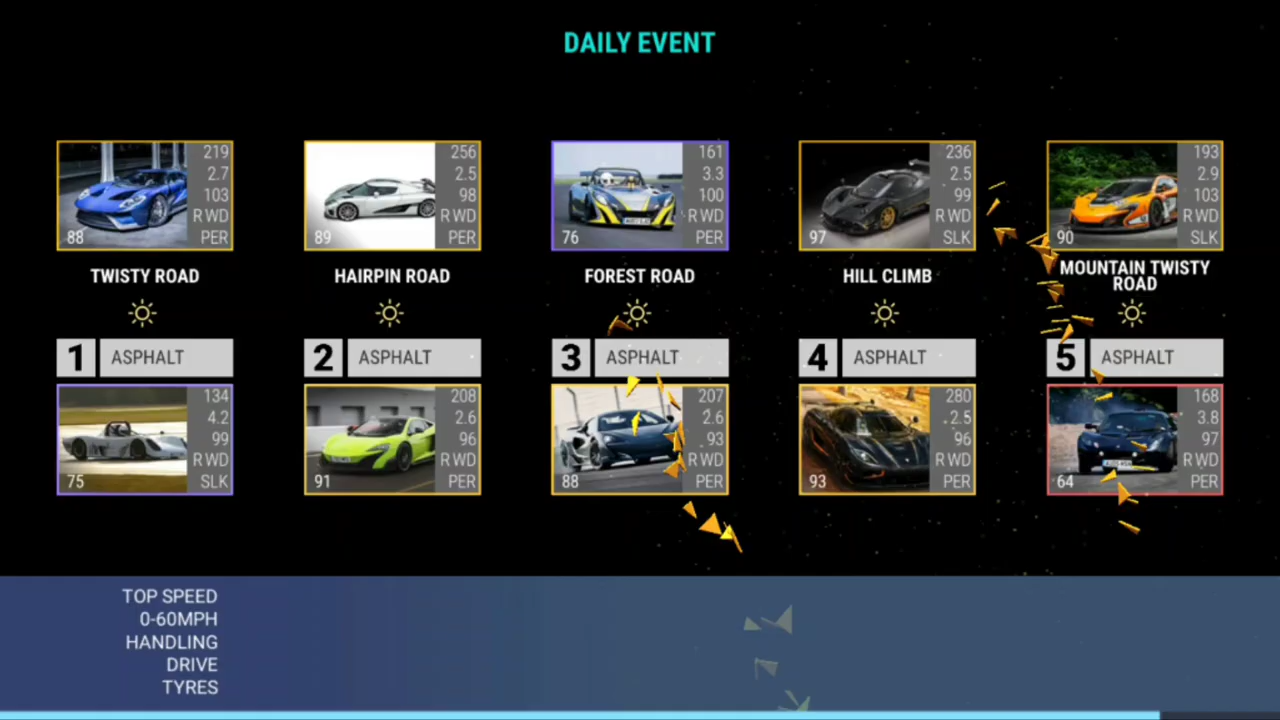 DAILY EVENT
219
2.7
103
RWD
88 PER
256
2.5
98
RWD
89 PER
161
3.3
100
RWD
76 PER
236
2.5
99
RWD
97 SLK
193
2.9
103
RWD
90 SLK
TWISTY ROAD
HAIRPIN ROAD
FOREST ROAD
HILL CLIMB
MOUNTAIN TWISTY
ROAD
1 ASPHALT
2 ASPHALT
3 ASPHALT
4 ASPHALT
5 ASPHALT
134
4.2
99
RWD
75 SLK
208
2.6
96
RWD
91 PER
207
2.6
93
RWD
88 PER
280
2.5
96
RWD
93 PER
168
3.8
97
RWD
64 PER
TOP SPEED
0-60MPH
HANDLING
DRIVE
TYRES